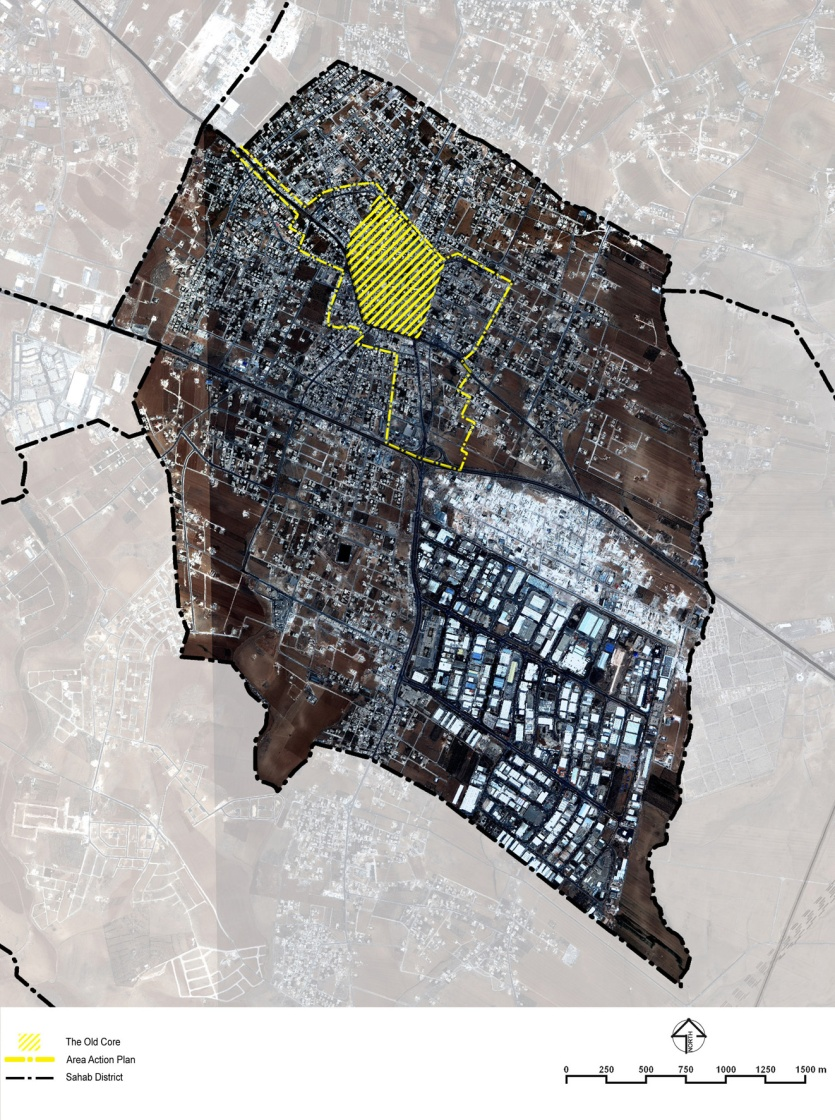 The Old Core
Area Action Plan
Sahab District
NORTH
0 250 500 750 1000 1250 1500 m